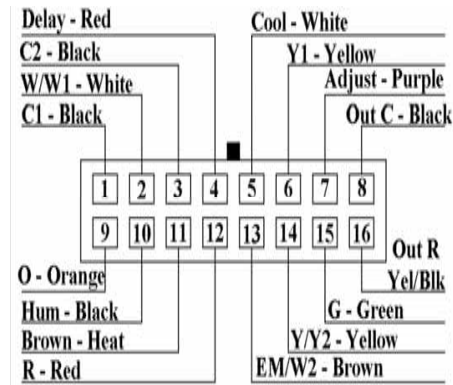 Delay - Red
Cool - White
C2 - Black
Y1 - Yellow
W/W1 - White
Adjust - Purple
C1 - Black
Out C - Black
1 2 3 4 5 6 7 8
9 10 11 12 13 14 15 16
Out R
O - Orange
Yel/Blk
Hum - Black
G - Green
Brown - Heat
Y/Y2 - Yellow
R - Red
EM/W2 - Brown